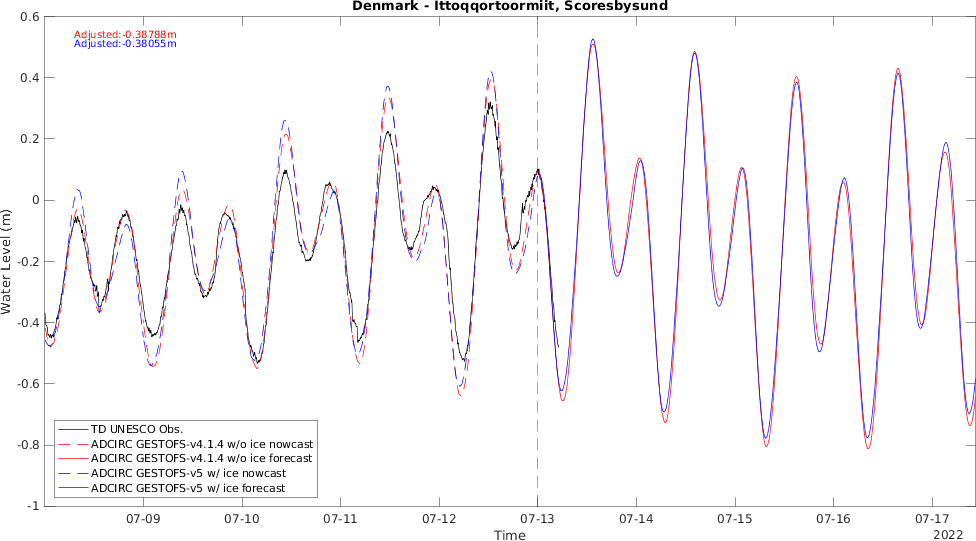 Denmark - Ittoqqortoormiit, Scoresbysund
Adjusted:-0.38788m
Adjusted:-0.38055m
0.6
0.4
0.2
0
-0.2
-0.4
-0.6
-0.8
-1
Water Level (m)
TD UNESCO Obs.
ADCIRC GESTOFS-v4.1.4 w/o ice nowcast
ADCIRC GESTOFS-v4.1.4 w/o ice forecast
ADCIRC GESTOFS-v5 w/ ice nowcast
ADCIRC GESTOFS-v5 w/ ice forecast
07-09 07-10 07-11 07-12 07-13 07-14 07-15 07-16 07-17
Time
2022